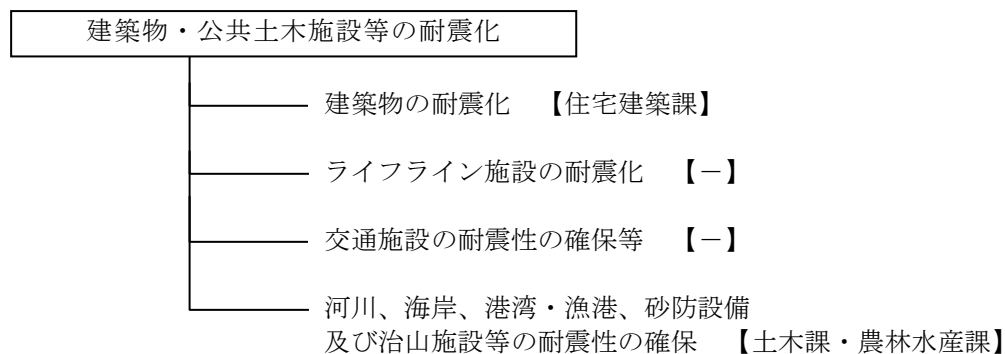 建築物・公共土木施設等の耐震化
建築物の耐震化　【住宅建築課】
ライフライン施設の耐震化　【－】
交通施設の耐震性の確保等　【－】
河川、海岸、港湾・漁港、砂防設備
及び治山施設等の耐震性の確保　【土木課・農林水産課】